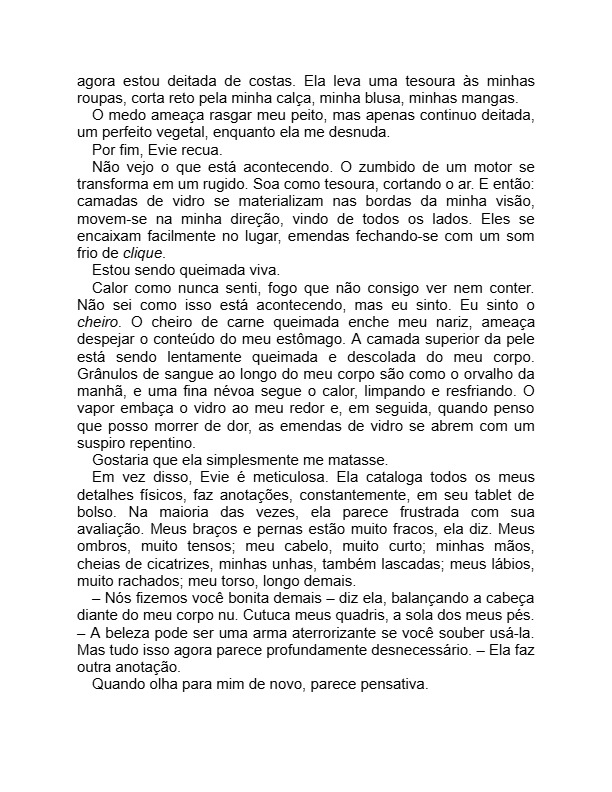 agora estou deitada de costas. Ela leva uma tesoura às minhas
roupas, corta reto pela minha calça, minha blusa, minhas mangas.
O medo ameaça rasgar meu peito, mas apenas continuo deitada,
um perfeito vegetal, enquanto ela me desnuda.
Por fim, Evie recua.
Não vejo o que está acontecendo. O zumbido de um motor se
transforma em um rugido. Soa como tesoura, cortando o ar. E então:
camadas de vidro se materializam nas bordas da minha visão,
movem-se na minha direção, vindo de todos os lados. Eles se
encaixam facilmente no lugar, emendas fechando-se com um som
frio de clique.
Estou sendo queimada viva.
Calor como nunca senti, fogo que não consigo ver nem conter.
Não sei como isso está acontecendo, mas eu sinto. Eu sinto o
cheiro. O cheiro de carne queimada enche meu nariz, ameaça
despejar o conteúdo do meu estômago. A camada superior da pele
está sendo lentamente queimada e descolada do meu corpo.
Grânulos de sangue ao longo do meu corpo são como o orvalho da
manhã, e uma fina névoa segue o calor, limpando e resfriando. O
vapor embaça o vidro ao meu redor e, em seguida, quando penso
que posso morrer de dor, as emendas de vidro se abrem com um
suspiro repentino.
Gostaria que ela simplesmente me matasse.
Em vez disso, Evie é meticulosa. Ela cataloga todos os meus
detalhes físicos, faz anotações, constantemente, em seu tablet de
bolso. Na maioria das vezes, ela parece frustrada com sua
avaliação. Meus braços e pernas estão muito fracos, ela diz. Meus
ombros, muito tensos; meu cabelo, muito curto; minhas mãos,
cheias de cicatrizes, minhas unhas, também lascadas; meus lábios,
muito rachados; meu torso, longo demais.
– Nós fizemos você bonita demais – diz ela, balançando a cabeça
diante do meu corpo nu. Cutuca meus quadris, a sola dos meus pés.
– A beleza pode ser uma arma aterrorizante se você souber usá-la.
Mas tudo isso agora parece profundamente desnecessário. – Ela faz
outra anotação.
Quando olha para mim de novo, parece pensativa.